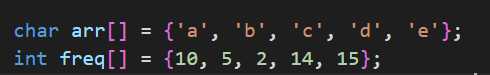 char arr[] = {'a', 'b', 'c', 'd', 'e'};
int freq[] = {10, 5, 2, 14, 15};